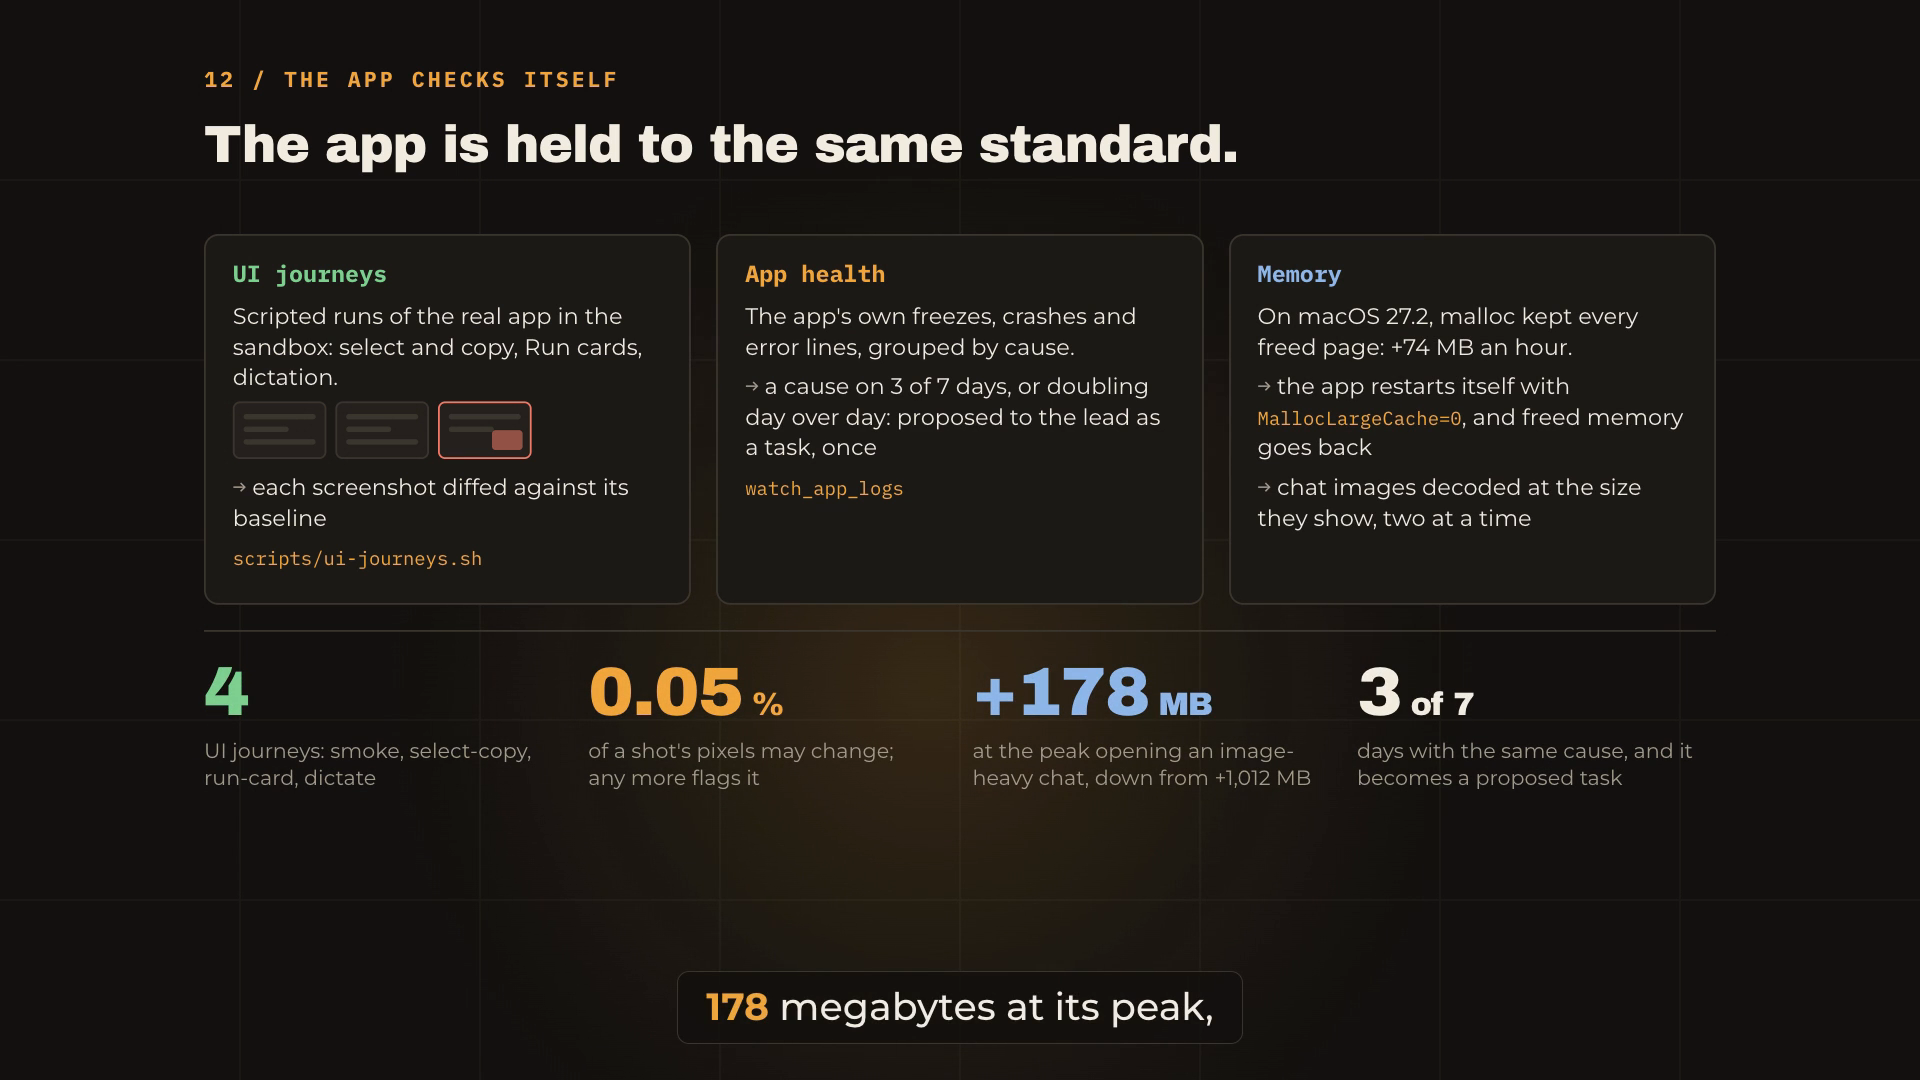 12 / THE APP CHECKS ITSELF
The app is held to the same standard.
UI journeys
Scripted runs of the real app in the
sandbox: select and copy, Run cards,
dictation.
→ each screenshot diffed against its
baseline
scripts/ui-journeys.sh
App health
The app's own freezes, crashes and
error lines, grouped by cause.
→ a cause on 3 of 7 days, or doubling
day over day: proposed to the lead as
a task, once
watch_app_logs
Memory
On macOS 27.2, malloc kept every
freed page: +74 MB an hour.
→ the app restarts itself with
MallocLargeCache=0, and freed memory
goes back
→ chat images decoded at the size
they show, two at a time
4
UI journeys: smoke, select-copy,
run-card, dictate
0.05 %
of a shot's pixels may change;
any more flags it
+178 MB
at the peak opening an image-
heavy chat, down from +1,012 MB
3 of 7
days with the same cause, and it
becomes a proposed task
178 megabytes at its peak,